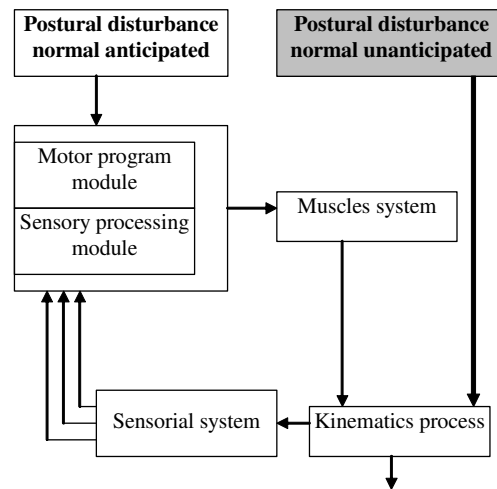 Postural disturbance
normal anticipated
Postural disturbance
normal unanticipated
Motor program
module
Sensory processing
module
Muscles system
Sensorial system
Kinematics process